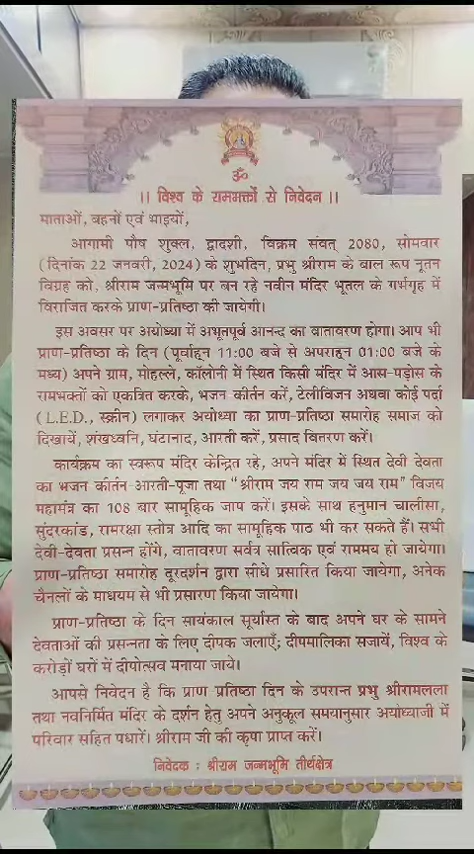 ॐ
।। विश्व के रामभक्तों से निवेदन ।।
माताओं, बहनों एवं भाइयों,
आगामी पौष शुक्ल, द्वादशी, विक्रम संवत् 2080, सोमवार
(दिनांक 22 जनवरी, 2024) के शुभदिन, प्रभु श्रीराम के बाल रूप नूतन
विग्रह को, श्रीराम जन्मभूमि पर बन रहे नवीन मंदिर भूतल के गर्भगृह में
विराजित करके प्राण-प्रतिष्ठा की जायेगी।
इस अवसर पर अयोध्या में अभूतपूर्व आनन्द का वातावरण होगा। आप भी
प्राण-प्रतिष्ठा के दिन (पूर्वाह्न 11:00 बजे से अपराह्न 01:00 बजे के
मध्य) अपने ग्राम, मोहल्ले, कॉलोनी में स्थित किसी मंदिर में आस-पड़ोस के
रामभक्तों को एकत्रित करके, भजन कीर्तन करें, टेलीविजन अथवा कोई पर्दा
(L.E.D., स्क्रीन) लगाकर अयोध्या का प्राण-प्रतिष्ठा समारोह समाज को
दिखायें, शंखध्वनि, घंटानाद, आरती करें, प्रसाद वितरण करें।
कार्यक्रम का स्वरूप मंदिर केन्द्रित रहे, अपने मंदिर में स्थित देवी देवता
का भजन कीर्तन-आरती-पूजा तथा “श्रीराम जय राम जय जय राम” विजय
महामंत्र का 108 बार सामूहिक जाप करें। इसके साथ हनुमान चालीसा,
सुंदरकांड, रामरक्षा स्तोत्र आदि का सामूहिक पाठ भी कर सकते हैं। सभी
देवी-देवता प्रसन्न होंगे, वातावरण सर्वत्र सात्विक एवं राममय हो जायेगा।
प्राण-प्रतिष्ठा समारोह दूरदर्शन द्वारा सीधे प्रसारित किया जायेगा, अनेक
चैनलों के माध्यम से भी प्रसारण किया जायेगा।
प्राण-प्रतिष्ठा के दिन सायंकाल सूर्यास्त के बाद अपने घर के सामने
देवताओं की प्रसन्नता के लिए दीपक जलाएँ; दीपमालिका सजायें, विश्व के
करोड़ों घरों में दीपोत्सव मनाया जाये।
आपसे निवेदन है कि प्राण प्रतिष्ठा दिन के उपरान्त प्रभु श्रीरामलला
तथा नवनिर्मित मंदिर के दर्शन हेतु अपने अनुकूल समयानुसार अयोध्याजी में
परिवार सहित पधारें। श्रीराम जी की कृपा प्राप्त करें।
निवेदक : श्रीराम जन्मभूमि तीर्थक्षेत्र